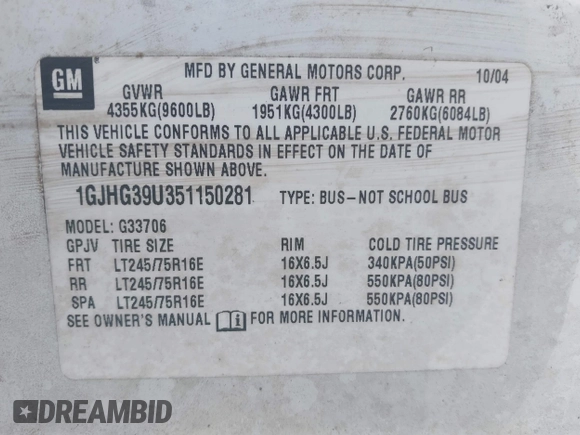 GM
MFD BY GENERAL MOTORS CORP. 10/04
GVWR GAWR FRT GAWR RR
4355KG(9600LB) 1951KG(4300LB) 2760KG(6084LB)
THIS VEHICLE CONFORMS TO ALL APPLICABLE U.S. FEDERAL MOTOR
VEHICLE SAFETY STANDARDS IN EFFECT ON THE DATE OF
MANUFACTURE SHOWN ABOVE.
1GJHG39U351150281 TYPE: BUS-NOT SCHOOL BUS
MODEL: G33706
GPJV TIRE SIZE RIM COLD TIRE PRESSURE
FRT LT245/75R16E 16X6.5J 340KPA(50PSI)
RR LT245/75R16E 16X6.5J 550KPA(80PSI)
SPA LT245/75R16E 16X6.5J 550KPA(80PSI)
SEE OWNER'S MANUAL FOR MORE INFORMATION.
DREAMBID